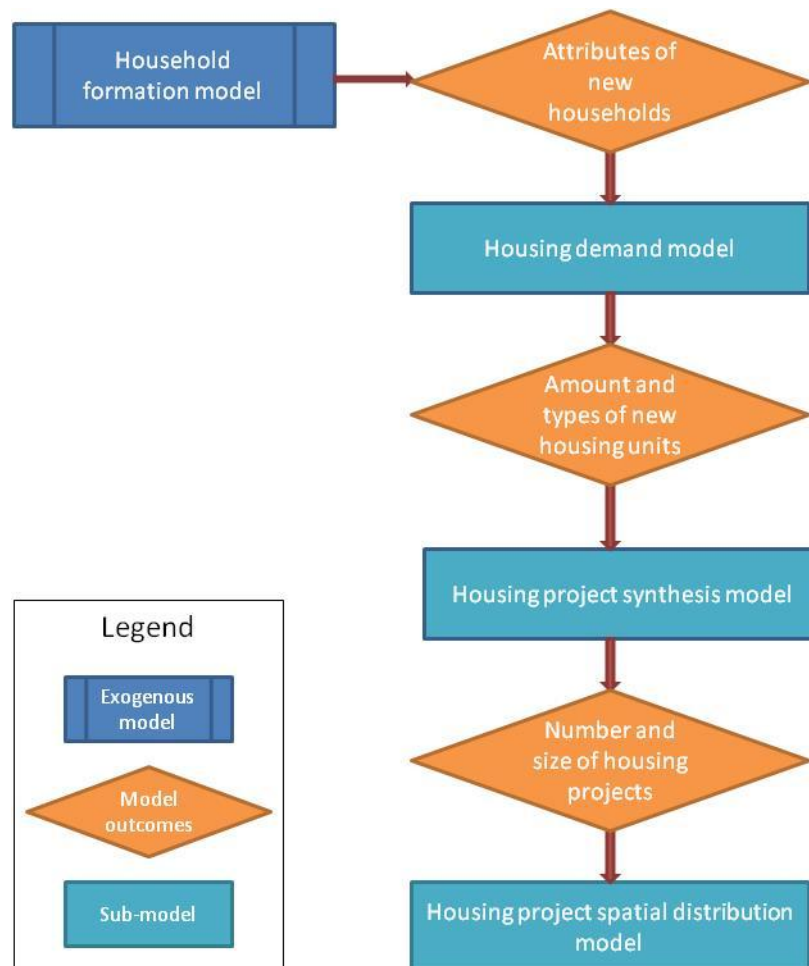 Household
formation model
Attributes of
new
households
Housing demand model
Amount and
types of new
housing units
Housing project synthesis model
Number and
size of housing
projects
Housing project spatial distribution
model
Legend
Exogenous
model
Model
outcomes
Sub-model